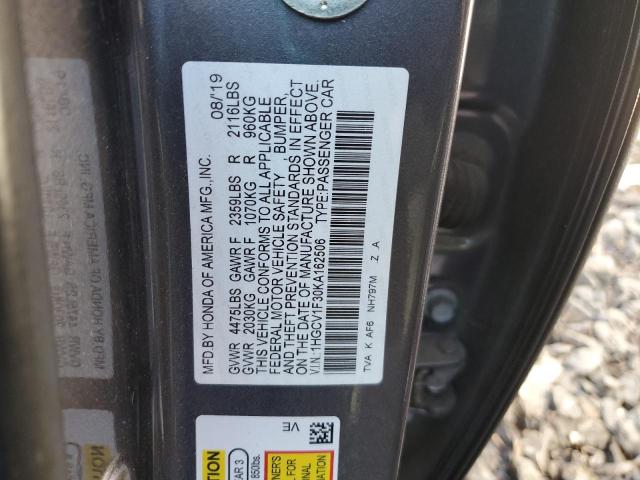 MFD BY HONDA OF AMERICA MFG.,INC. 08/'19
GVWR 4475LBS GAWR F 2359LBS R 2116LBS
GVWR 2030KG GAWR F 1070KG R 960KG
THIS VEHICLE CONFORMS TO ALL APPLICABLE
FEDERAL MOTOR VEHICLE SAFETY BUMPER,
AND THEFT PREVENTION STANDARDS IN EFFECT
ON THE DATE OF MANUFACTURE SHOWN ABOVE.
V.I.N.:1HGCV1F30KA162506 TYPE:PASSENGER CAR
TVA K AF6 NH797M Z A
VE